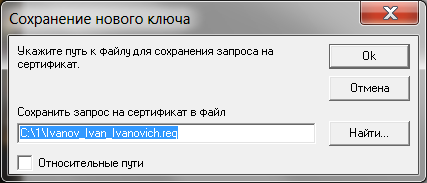 Сохранение нового ключа
Укажите путь к файлу для сохранения запроса на
сертификат.
Ok
Отмена
Сохранить запрос на сертификат в файл
C:\1\Ivanov_Ivan_Ivanovich.req
Найти...
Относительные пути